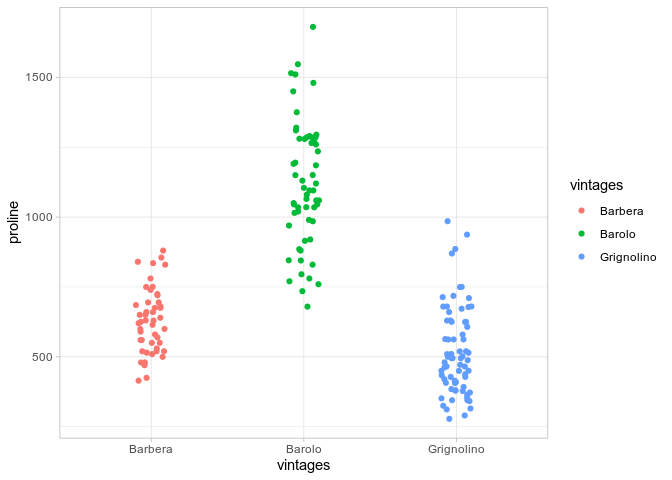 1500
1000
500
proline
Barbera
Barolo
Grignolino
vintages
vintages
Barbera
Barolo
Grignolino